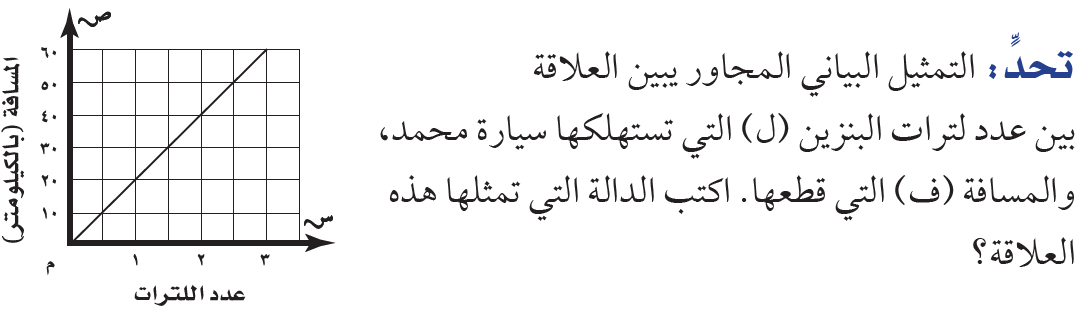 تحدٍّ: التمثيل البياني المجاور يبين العلاقة
بين عدد لترات البنزين (ل) التي تستهلكها سيارة محمد،
والمسافة (ف) التي قطعها. اكتب الدالة التي تمثلها هذه
العلاقة؟
ص
المسافة (بالكيلومتر)
٦٠
٥٠
٤٠
٣٠
٢٠
١٠
س
م ١ ٢ ٣
عدد اللترات